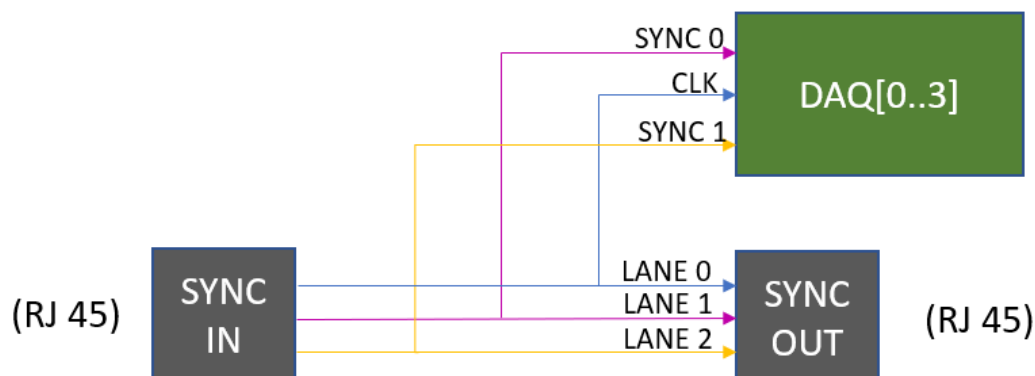 SYNC 0
CLK
DAQ[0..3]
SYNC 1
(RJ 45)
SYNC
IN
LANE 0
LANE 1
LANE 2
SYNC
OUT
(RJ 45)